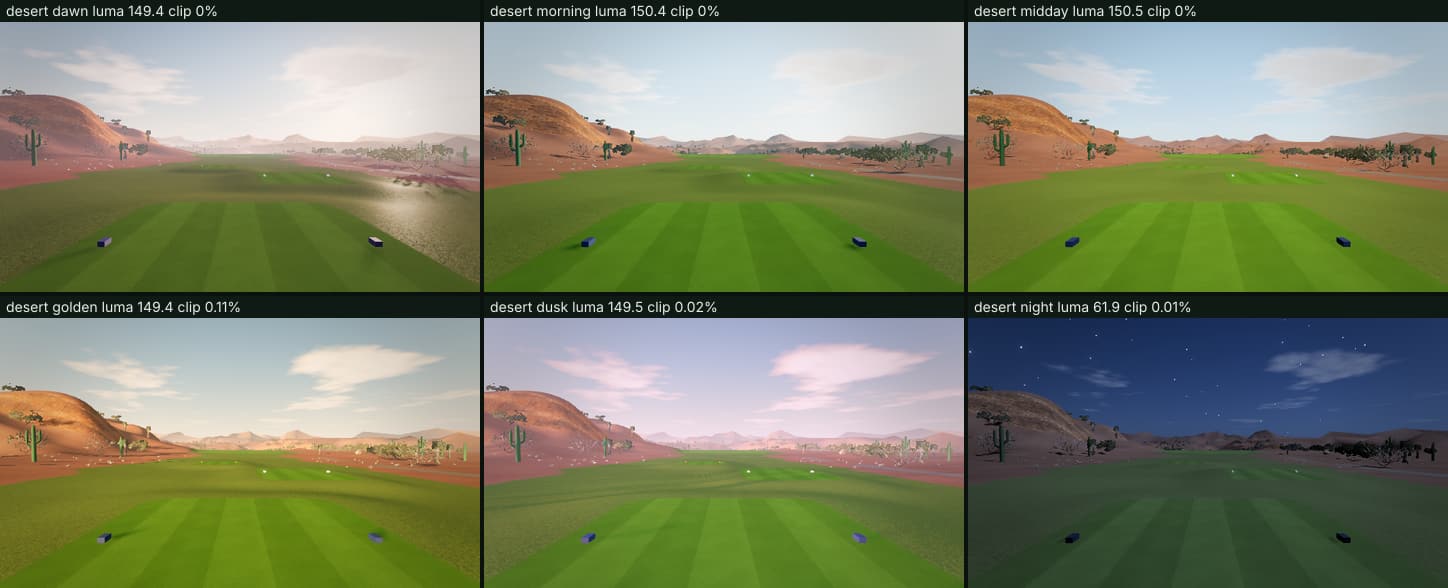 desert dawn luma 149.4 clip 0%
desert morning luma 150.4 clip 0%
desert midday luma 150.5 clip 0%
desert golden luma 149.4 clip 0.11%
desert dusk luma 149.5 clip 0.02%
desert night luma 61.9 clip 0.01%